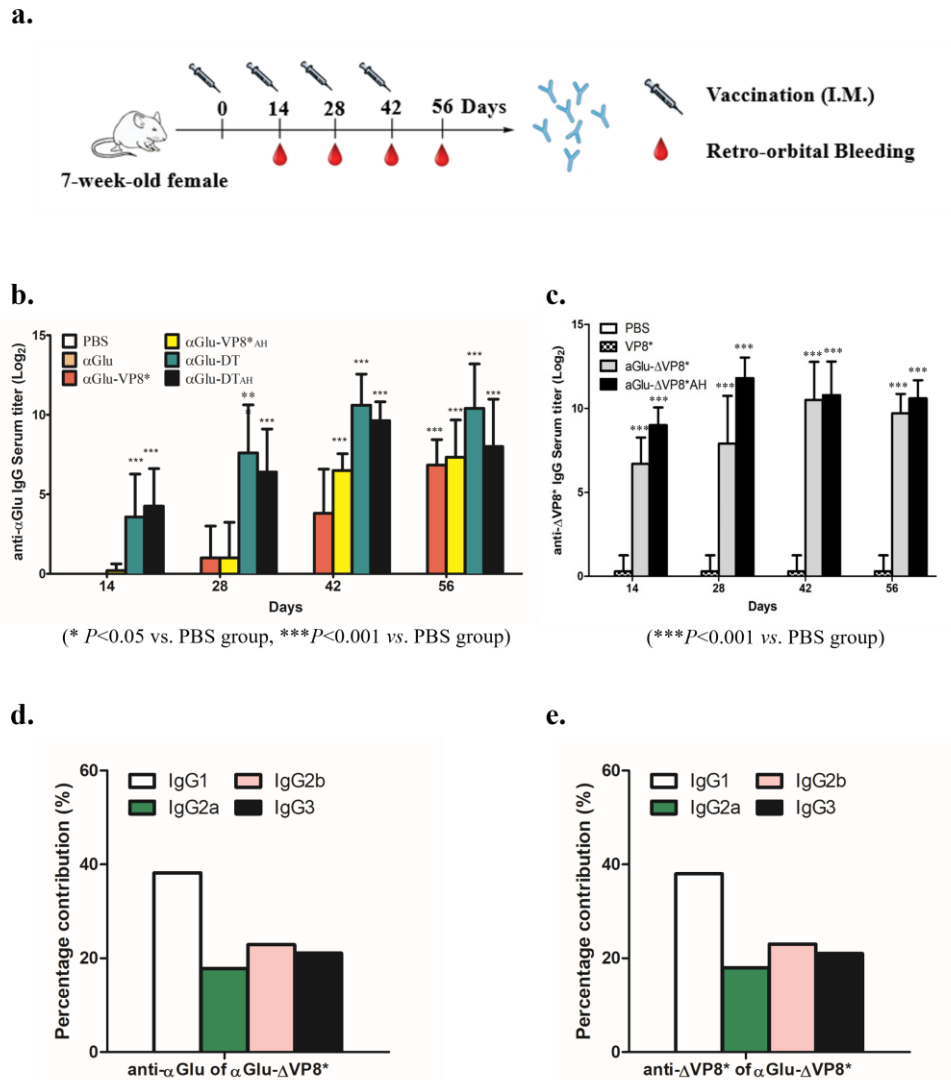 a.
0 14 28 42 56 Days
7-week-old female
Vaccination (I.M.)
Retro-orbital Bleeding
b.
anti-αGlu IgG Serum titer (Log2)
15
10
5
0
PBS
αGlu
αGlu-VP8*
αGlu-VP8*AH
αGlu-DT
αGlu-DTAH
*** ***
** ***
*
*** *** ***
*** *** *** ***
14 28 42 56
Days
(* P<0.05 vs. PBS group, ***P<0.001 vs. PBS group)
c.
anti-ΔVP8* IgG Serum titer (Log2)
15
10
5
0
PBS
VP8*
aGlu-ΔVP8*
aGlu-ΔVP8*AH
*** ***
*** ***
*** ***
*** ***
14 28 42 56
Days
(***P<0.001 vs. PBS group)
d.
Percentage contribution (%)
60
40
20
0
IgG1
IgG2a
IgG2b
IgG3
anti-αGlu of αGlu-ΔVP8*
e.
Percentage contribution (%)
60
40
20
0
IgG1
IgG2a
IgG2b
IgG3
anti-ΔVP8* of αGlu-ΔVP8*